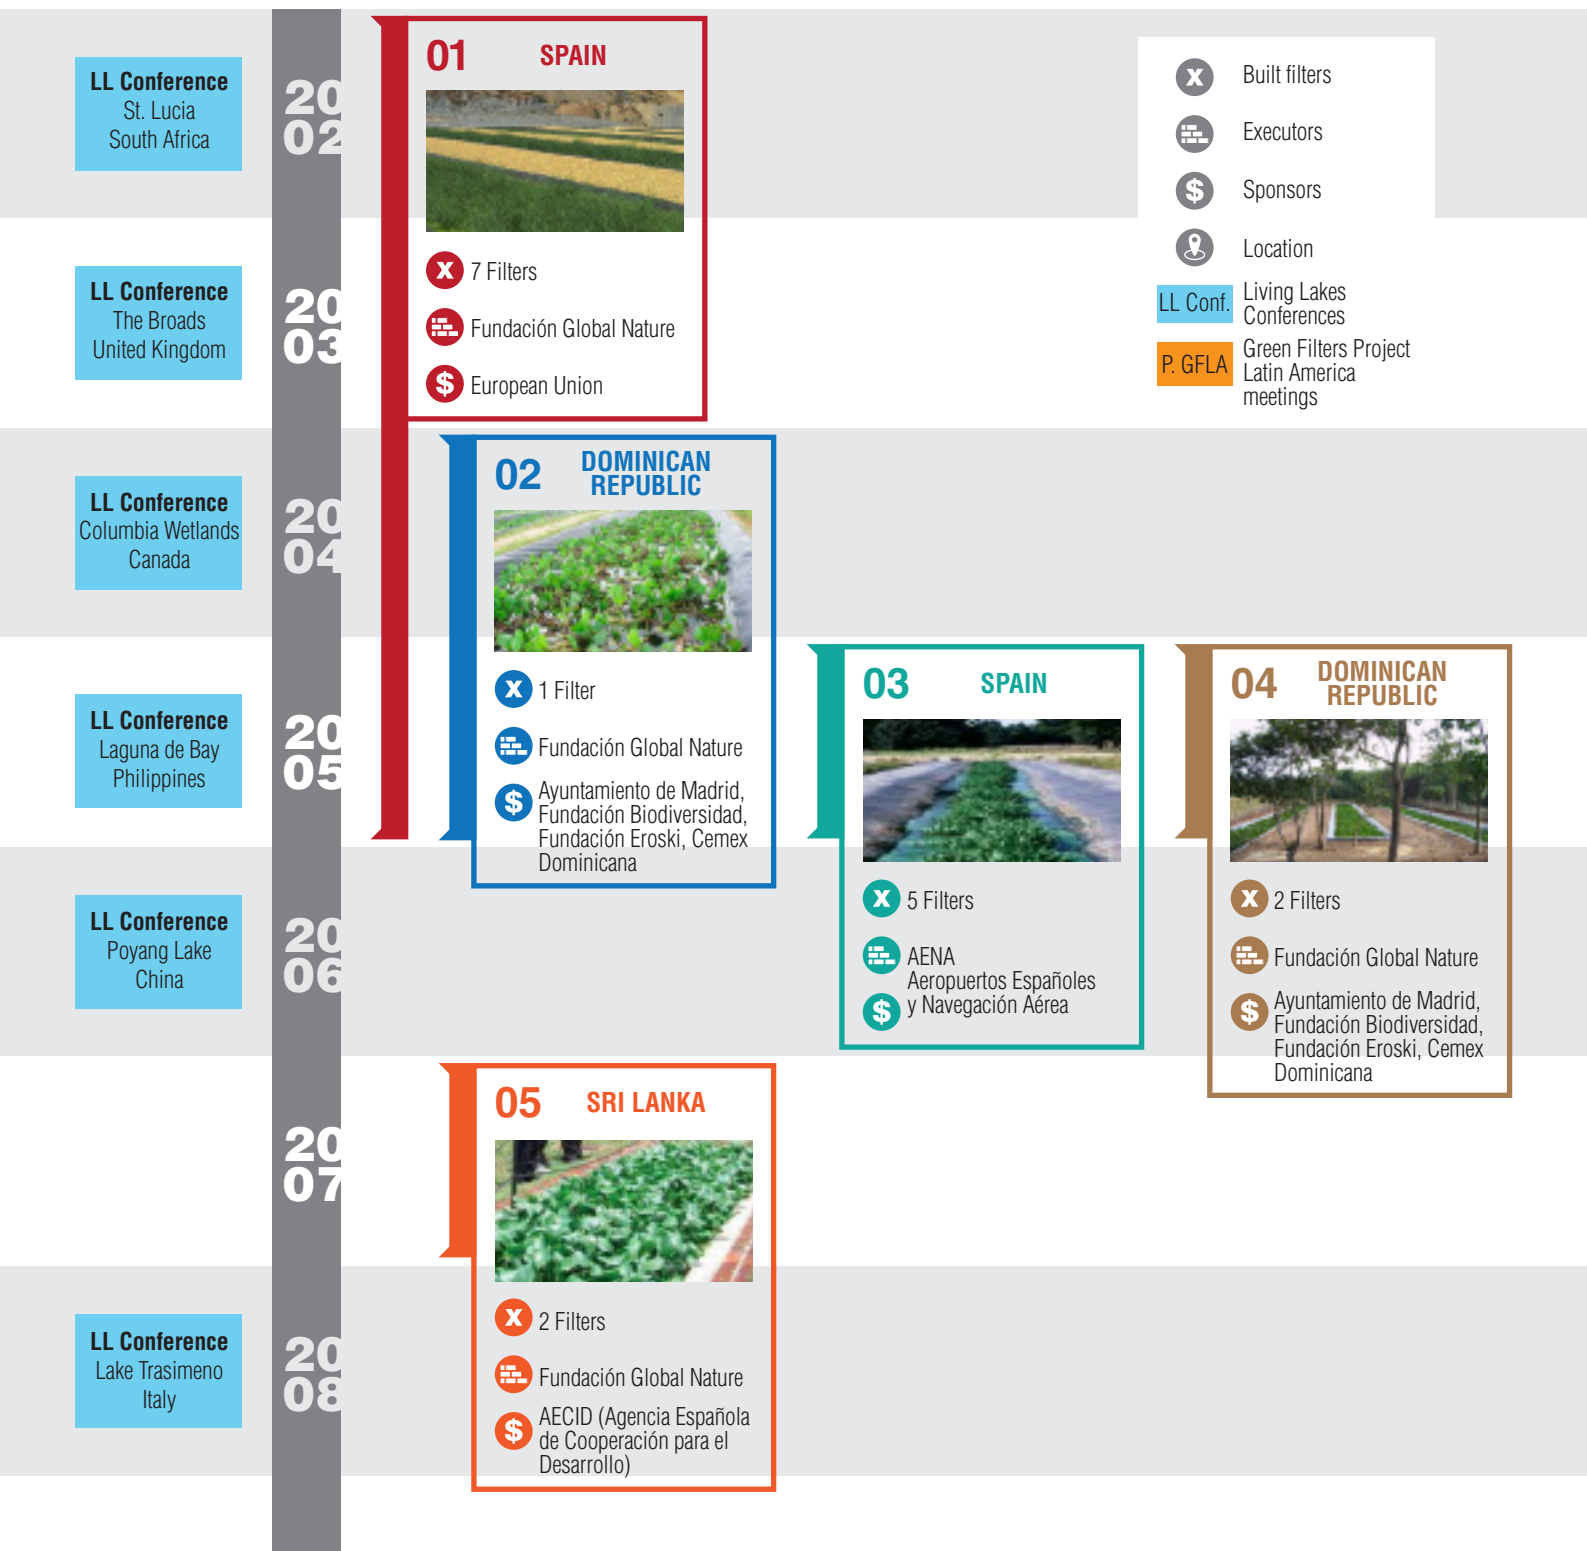 LL Conference
St. Lucia
South Africa
20
02
01
SPAIN
7 Filters
Fundación Global Nature
$
European Union
X
Built filters
Executors
$
Sponsors
Location
LL Conf.
Living Lakes
Conferences
P. GFLA
Green Filters Project
Latin America
meetings
LL Conference
The Broads
United Kingdom
20
03
LL Conference
Columbia Wetlands
Canada
20
04
02
DOMINICAN
REPUBLIC
X
1 Filter
Fundación Global Nature
$
Ayuntamiento de Madrid,
Fundación Biodiversidad,
Fundación Eroski, Cemex
Dominicana
LL Conference
Laguna de Bay
Philippines
20
05
03
SPAIN
X
5 Filters
AENA
Aeropuertos Españoles
y Navegación Aérea
$
04
DOMINICAN
REPUBLIC
X
2 Filters
Fundación Global Nature
$
Ayuntamiento de Madrid,
Fundación Biodiversidad,
Fundación Eroski, Cemex
Dominicana
LL Conference
Poyang Lake
China
20
06
20
07
05
SRI LANKA
X
2 Filters
Fundación Global Nature
$
AECID (Agencia Española
de Cooperación para el
Desarrollo)
LL Conference
Lake Trasimeno
Italy
20
08